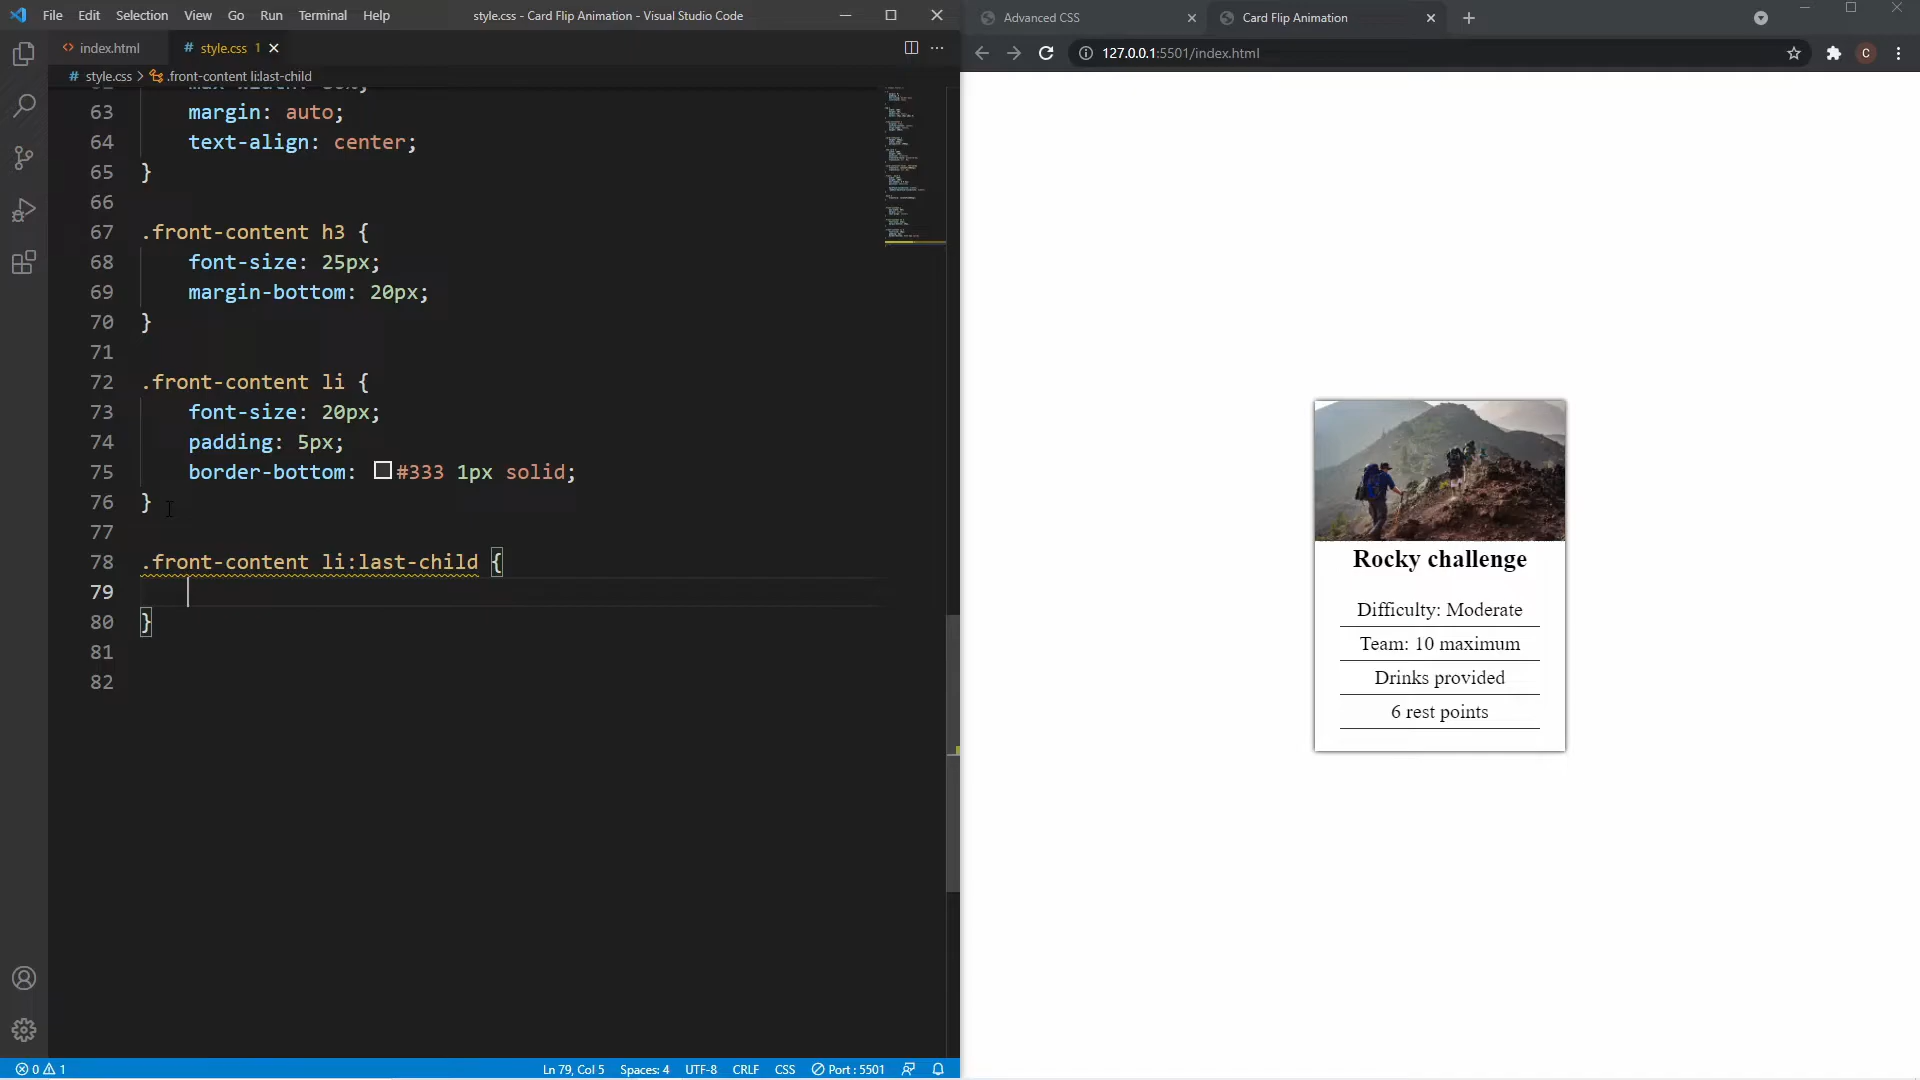 File Edit Selection View Go Run Terminal Help
style.css - Card Flip Animation - Visual Studio Code
index.html
# style.css 1
# style.css > .front-content li:last-child
63 margin: auto;
64 text-align: center;
65 }
66
67 .front-content h3 {
68 font-size: 25px;
69 margin-bottom: 20px;
70 }
71
72 .front-content li {
73 font-size: 20px;
74 padding: 5px;
75 border-bottom: #333 1px solid;
76 }
77
78 .front-content li:last-child {
79
80 }
81
82
0 1
Ln 79, Col 5 Spaces: 4 UTF-8 CRLF CSS Port : 5501
Advanced CSS
Card Flip Animation
127.0.0.1:5501/index.html
C
Rocky challenge
Difficulty: Moderate
Team: 10 maximum
Drinks provided
6 rest points